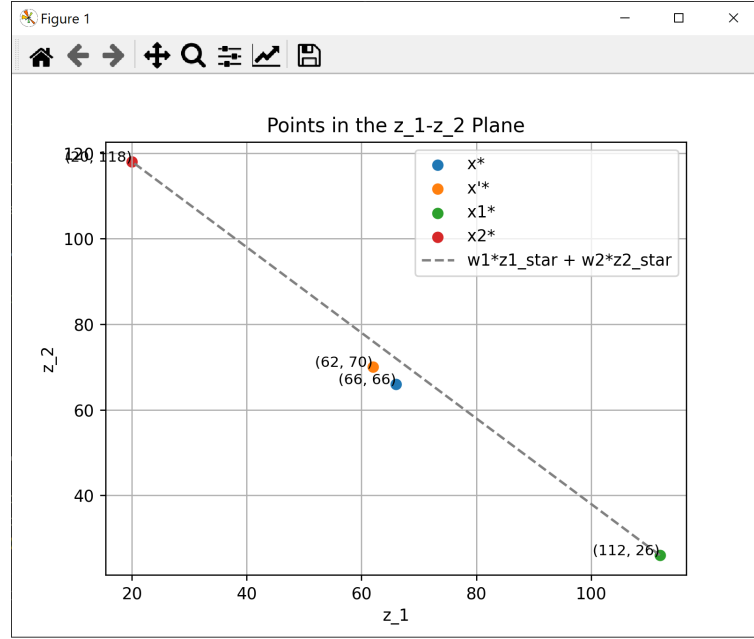 Figure 1
Points in the z_1-z_2 Plane
120
(20, 118)
x*
x'*
x1*
x2*
w1*z1_star + w2*z2_star
100
80
(62, 70)
(66, 66)
60
40
(112, 26)
z_2
20
40
60
80
100
z_1